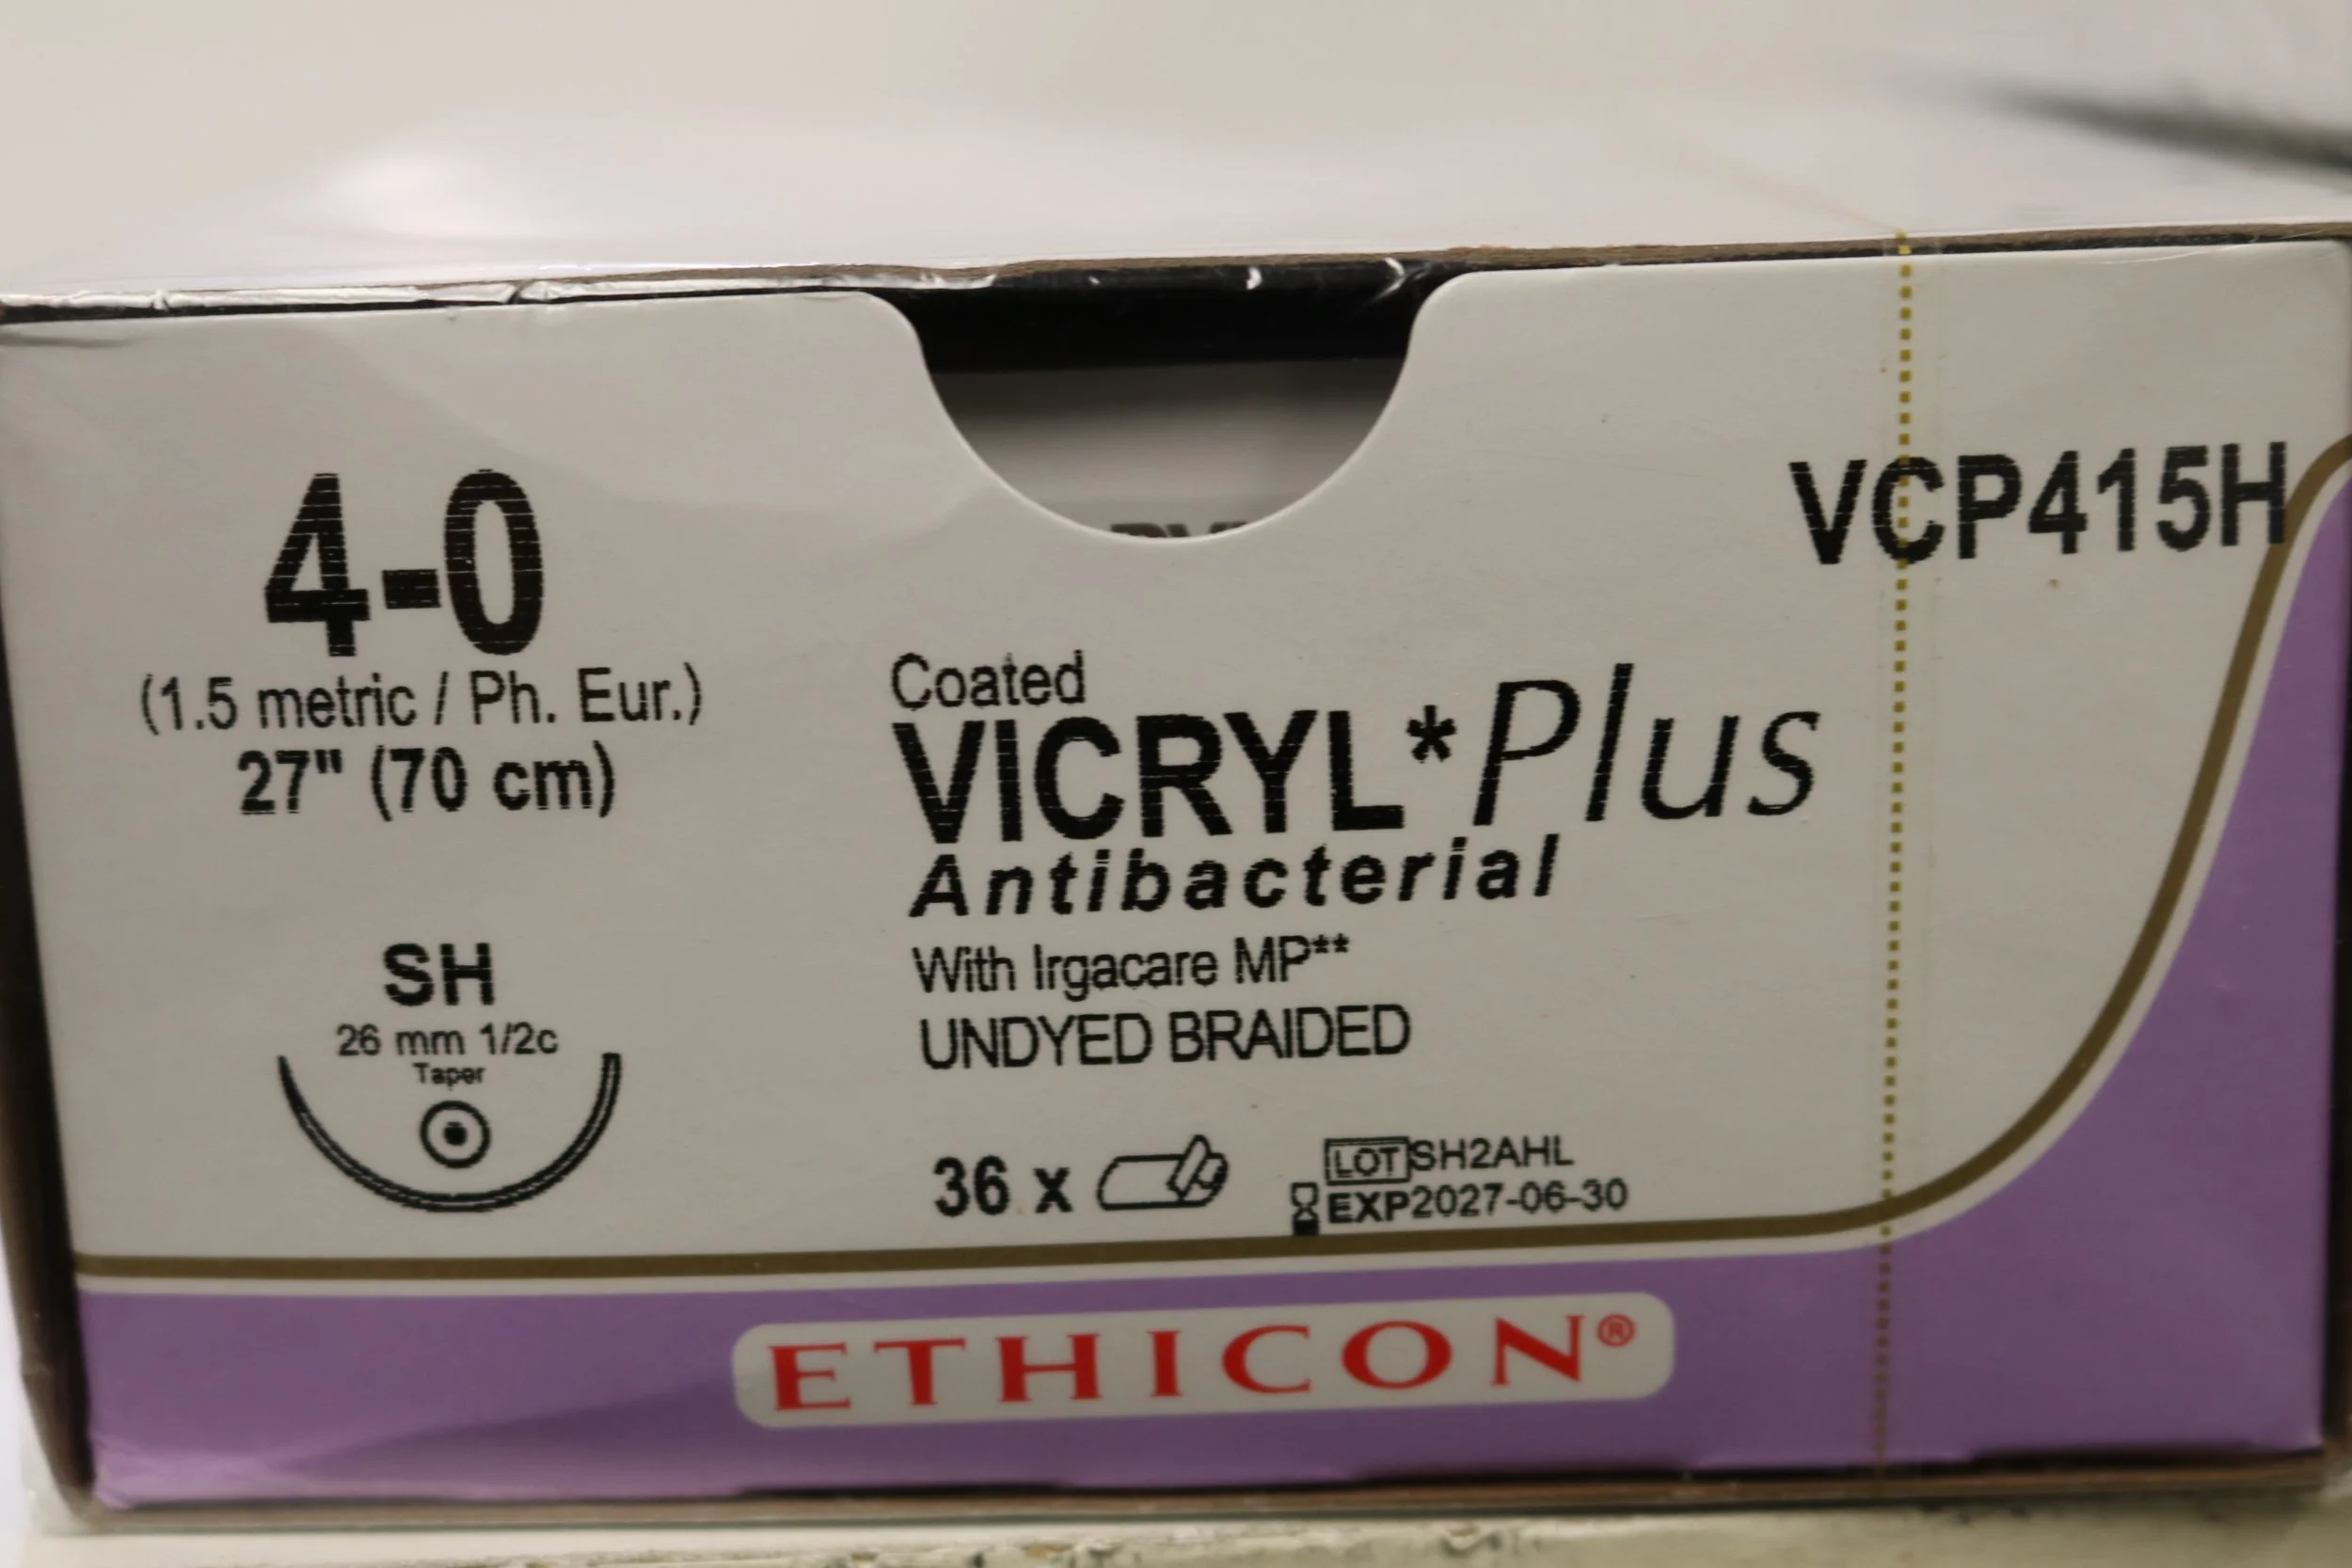 4-0
(1.5 metric / Ph. Eur.)
27" (70 cm)
SH
26 mm 1/2c
Taper
VCP415H
Coated
VICRYL*Plus
Antibacterial
With Irgacare MP**
UNDYED BRAIDED
36 x
LOT SH2AHL
EXP 2027-06-30
ETHICON®